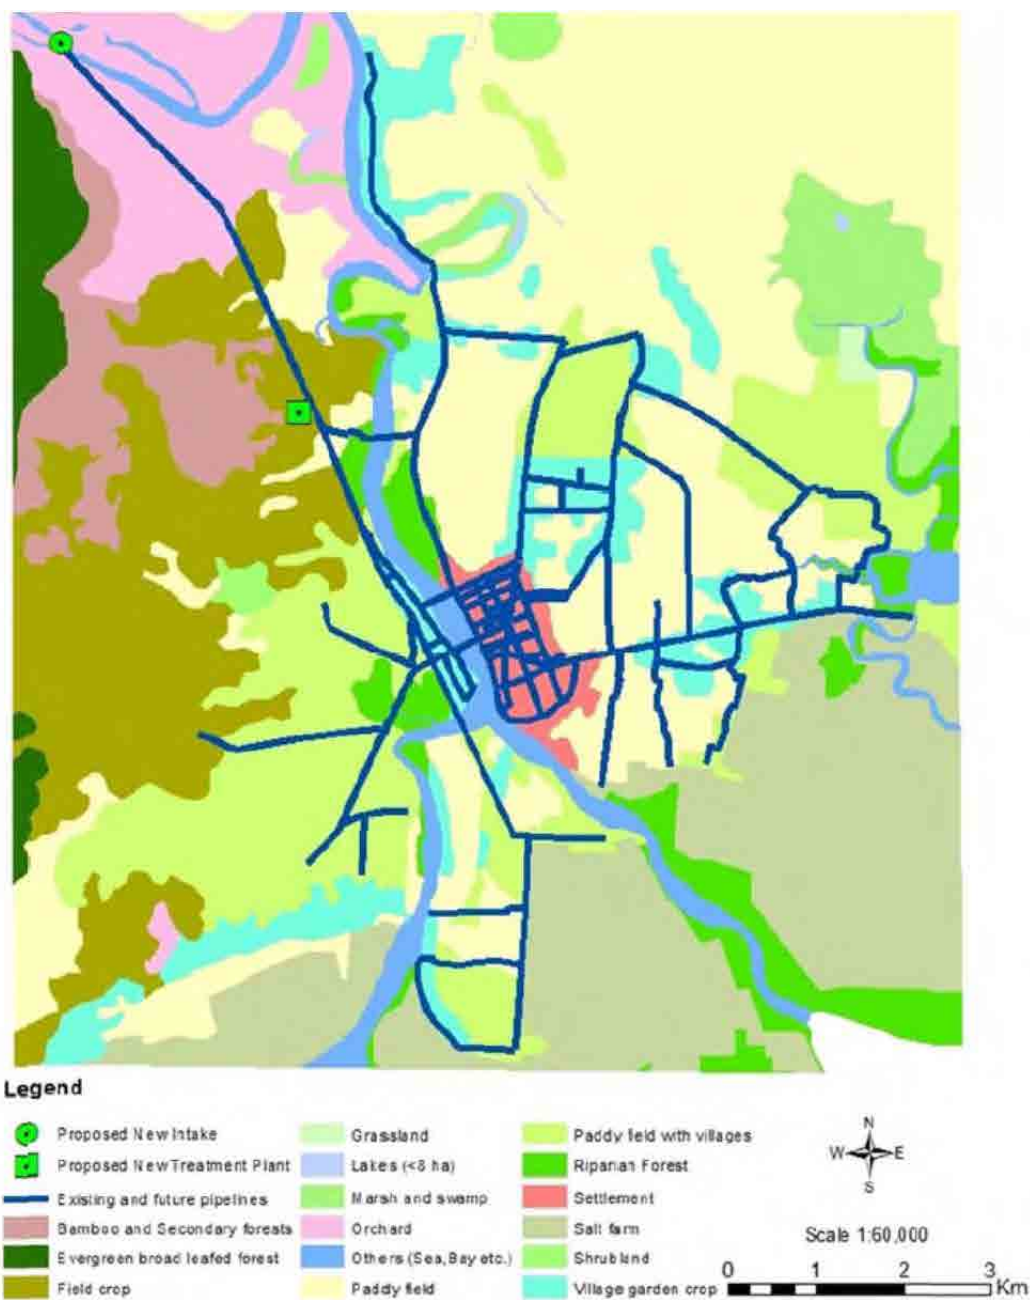 Legend
Proposed New Intake
Proposed New Treatment Plant
Existing and future pipelines
Bamboo and Secondary forests
Evergreen broad leafed forest
Field crop
Grassland
Lakes (<8 ha)
Marsh and swamp
Orchard
Others (Sea, Bay etc.)
Paddy field
Paddy field with villages
Riparian Forest
Settlement
Salt farm
Shrubland
Village garden crop
N
W E
S
Scale 1:60,000
0 1 2 3
Km